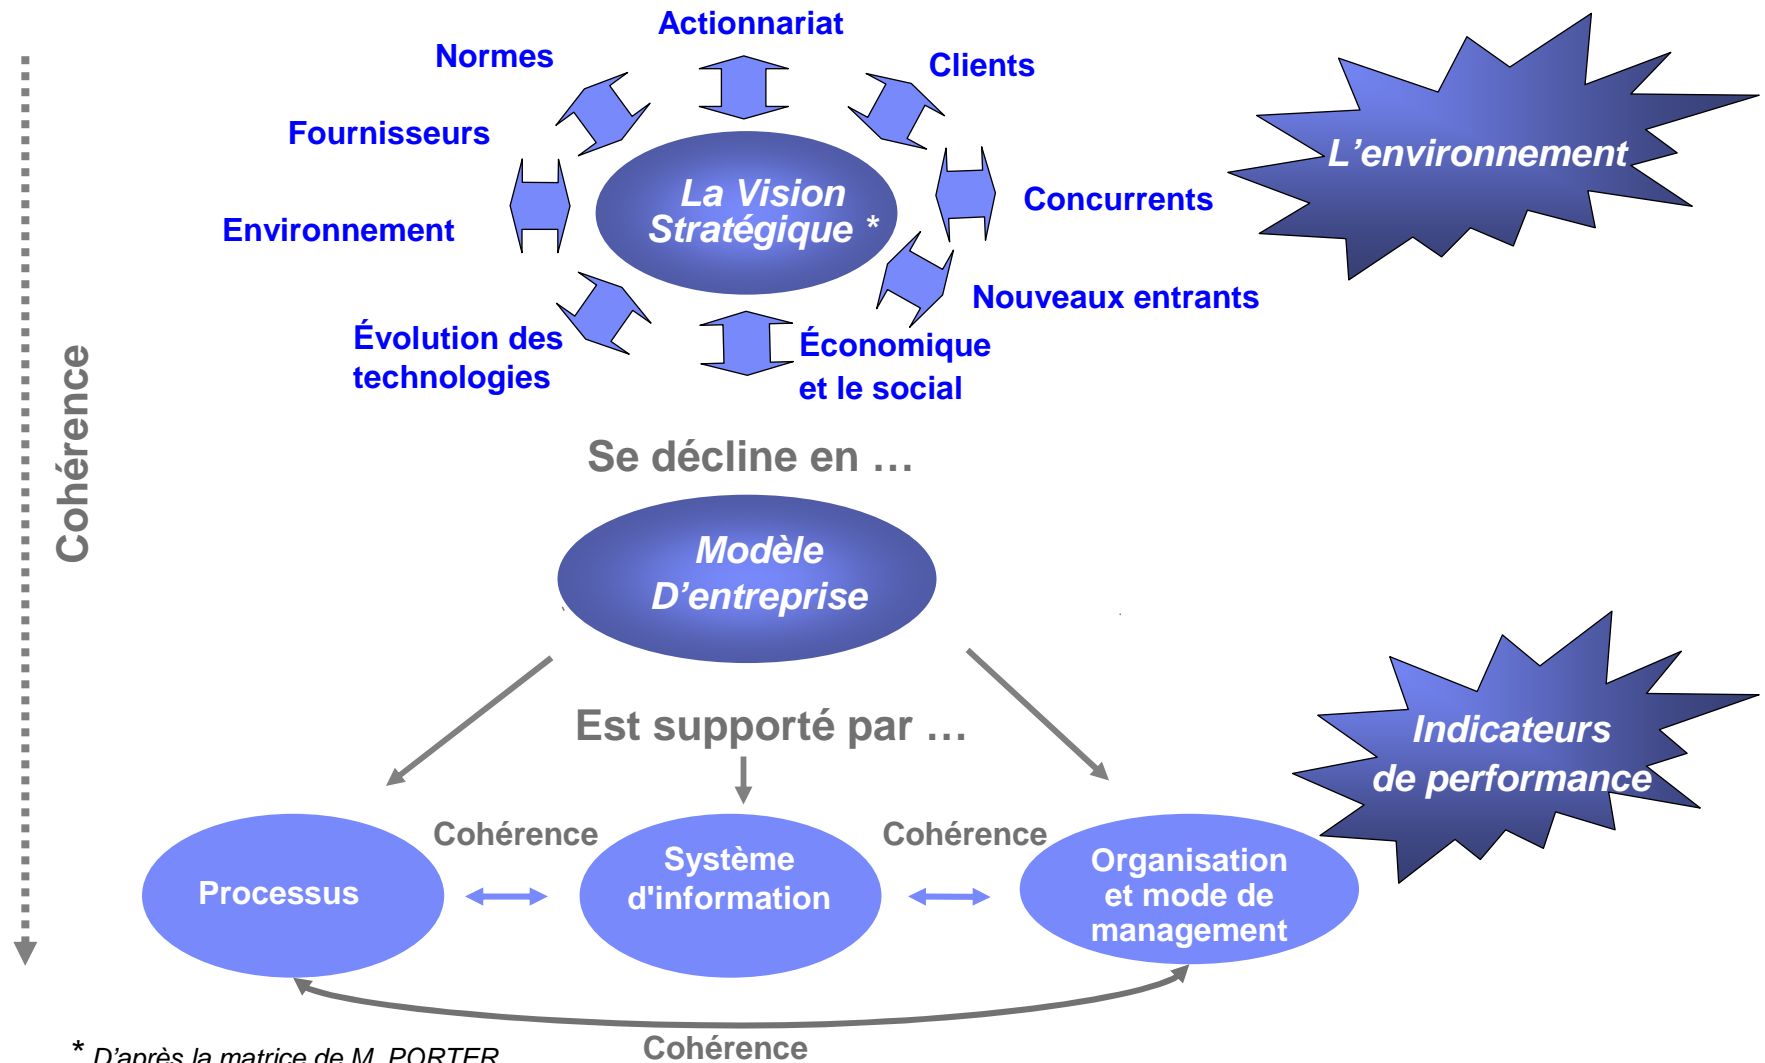 Actionnariat
Normes
Clients
Fournisseurs
L'environnement
La Vision
Stratégique *
Concurrents
Environnement
Nouveaux entrants
Évolution des
technologies
Économique
et le social
Cohérence
Se décline en …
Modèle
D’entreprise
Est supporté par …
Indicateurs
de performance
Cohérence
Cohérence
Processus
Système
d'information
Organisation
et mode de
management
Cohérence
* D'après la matrice de M. PORTER